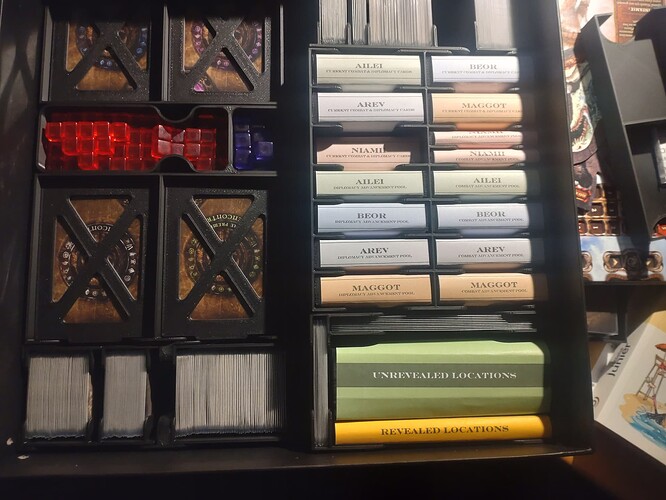 AILEI
CURRENT COMBAT & DIPLOMACY CARDS
BEOR
CURRENT COMBAT & DIPLOMACY CARDS
AREV
CURRENT COMBAT & DIPLOMACY CARDS
MAGGOT
CURRENT COMBAT & DIPLOMACY CARDS
NIAMH
CURRENT COMBAT & DIPLOMACY CARDS
NIAMH
AILEI
DIPLOMACY ADVANCEMENT POOL
AILEI
COMBAT ADVANCEMENT POOL
BEOR
DIPLOMACY ADVANCEMENT POOL
BEOR
COMBAT ADVANCEMENT POOL
AREV
DIPLOMACY ADVANCEMENT POOL
AREV
COMBAT ADVANCEMENT POOL
MAGGOT
DIPLOMACY ADVANCEMENT POOL
MAGGOT
COMBAT ADVANCEMENT POOL
UNREVEALED LOCATIONS
REVEALED LOCATIONS